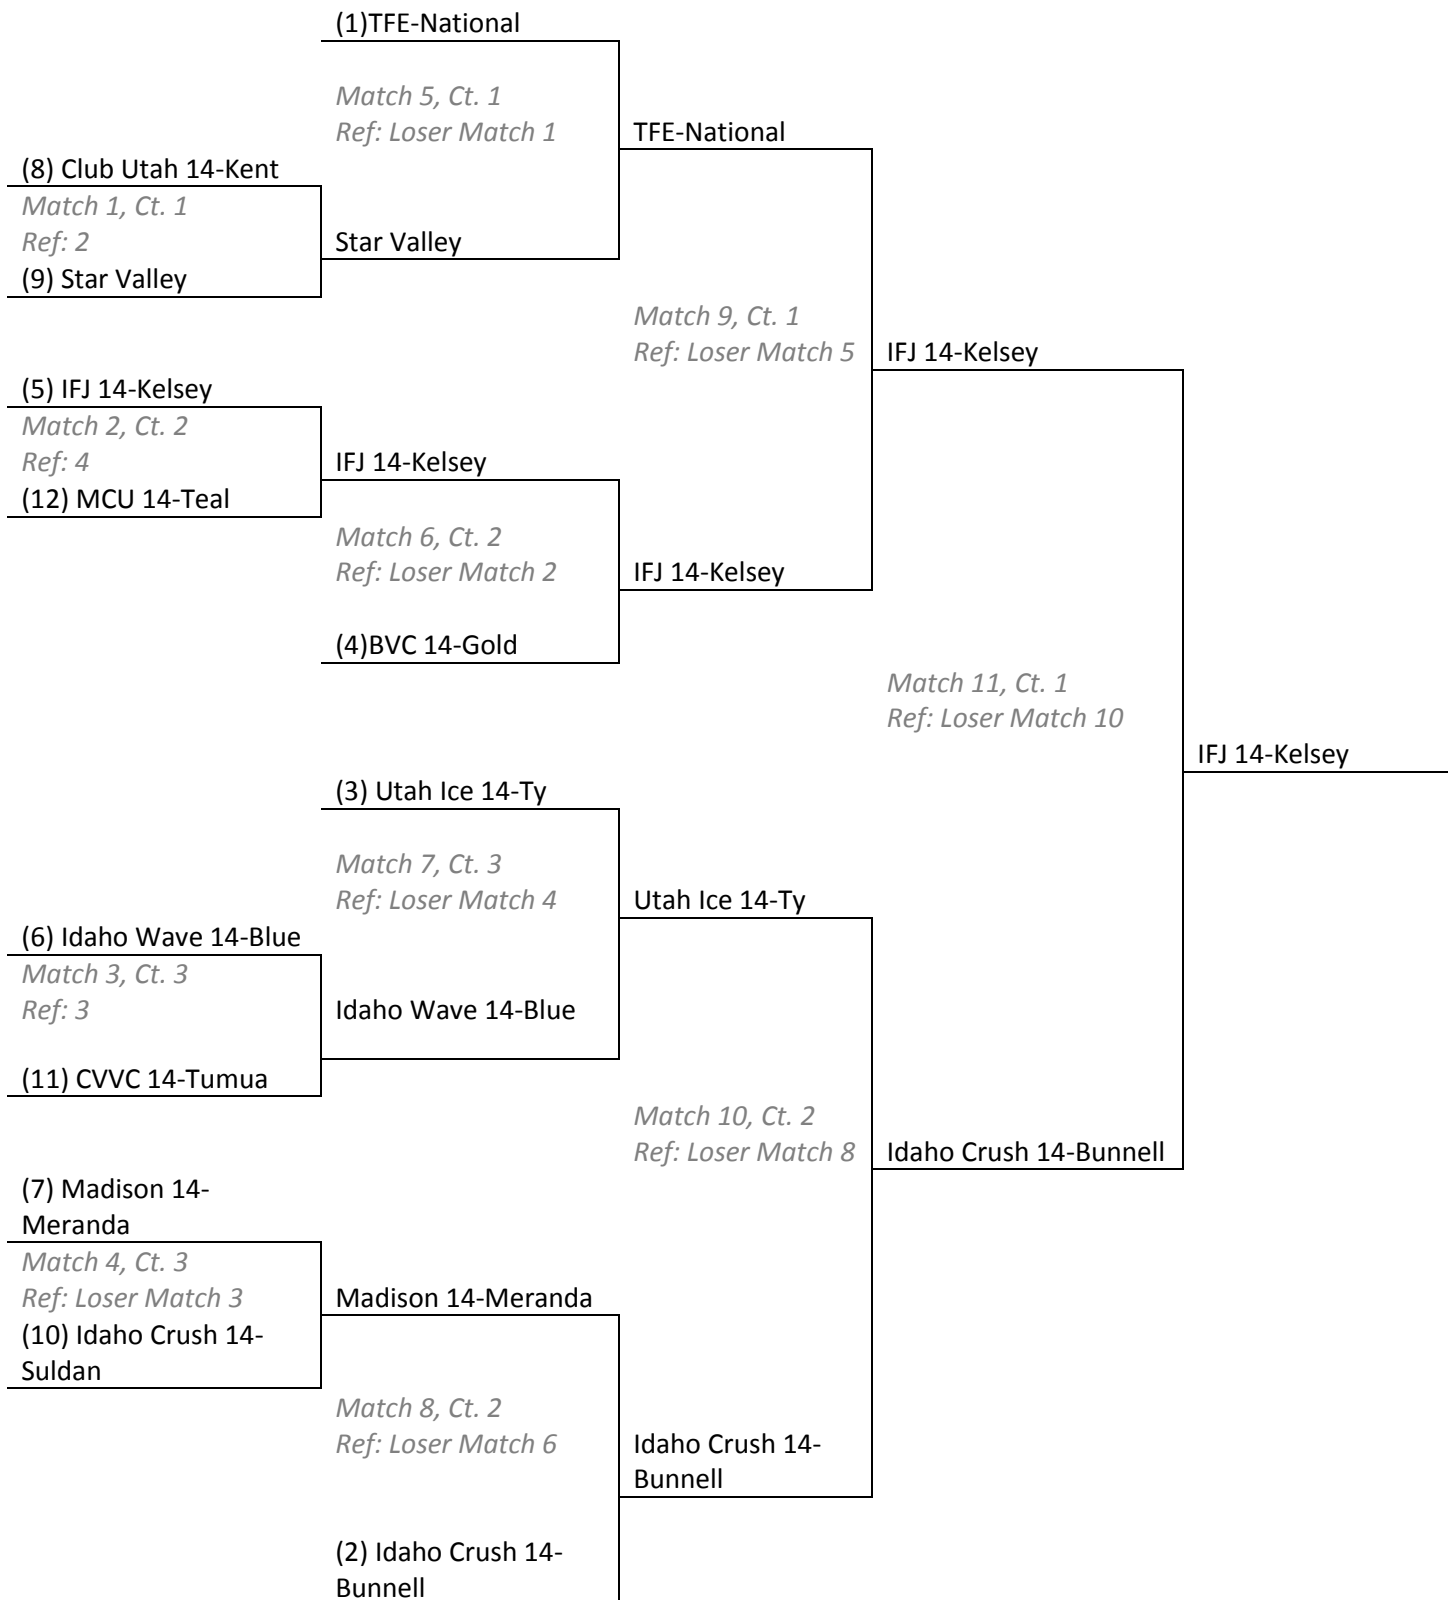 (1)TFE-National
Match 5, Ct. 1
Ref: Loser Match 1
TFE-National
(8) Club Utah 14-Kent
Match 1, Ct. 1
Ref: 2
Star Valley
(9) Star Valley
Match 9, Ct. 1
Ref: Loser Match 5
IFJ 14-Kelsey
(5) IFJ 14-Kelsey
Match 2, Ct. 2
Ref: 4
IFJ 14-Kelsey
(12) MCU 14-Teal
Match 6, Ct. 2
Ref: Loser Match 2
IFJ 14-Kelsey
(4)BVC 14-Gold
Match 11, Ct. 1
Ref: Loser Match 10
IFJ 14-Kelsey
(3) Utah Ice 14-Ty
Match 7, Ct. 3
Ref: Loser Match 4
Utah Ice 14-Ty
(6) Idaho Wave 14-Blue
Match 3, Ct. 3
Ref: 3
Idaho Wave 14-Blue
(11) CVVC 14-Tumua
Match 10, Ct. 2
Ref: Loser Match 8
Idaho Crush 14-Bunnell
(7) Madison 14-
Meranda
Match 4, Ct. 3
Ref: Loser Match 3
Madison 14-Meranda
(10) Idaho Crush 14-
Suldan
Match 8, Ct. 2
Ref: Loser Match 6
Idaho Crush 14-
Bunnell
(2) Idaho Crush 14-
Bunnell